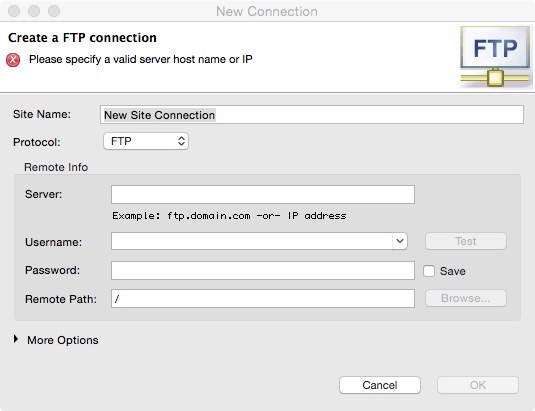 New Connection
Create a FTP connection
Please specify a valid server host name or IP
FTP
Site Name: New Site Connection
Protocol: FTP
Remote Info
Server:
Example: ftp.domain.com -or- IP address
Username: Test
Password: Save
Remote Path: / Browse...
More Options
Cancel OK